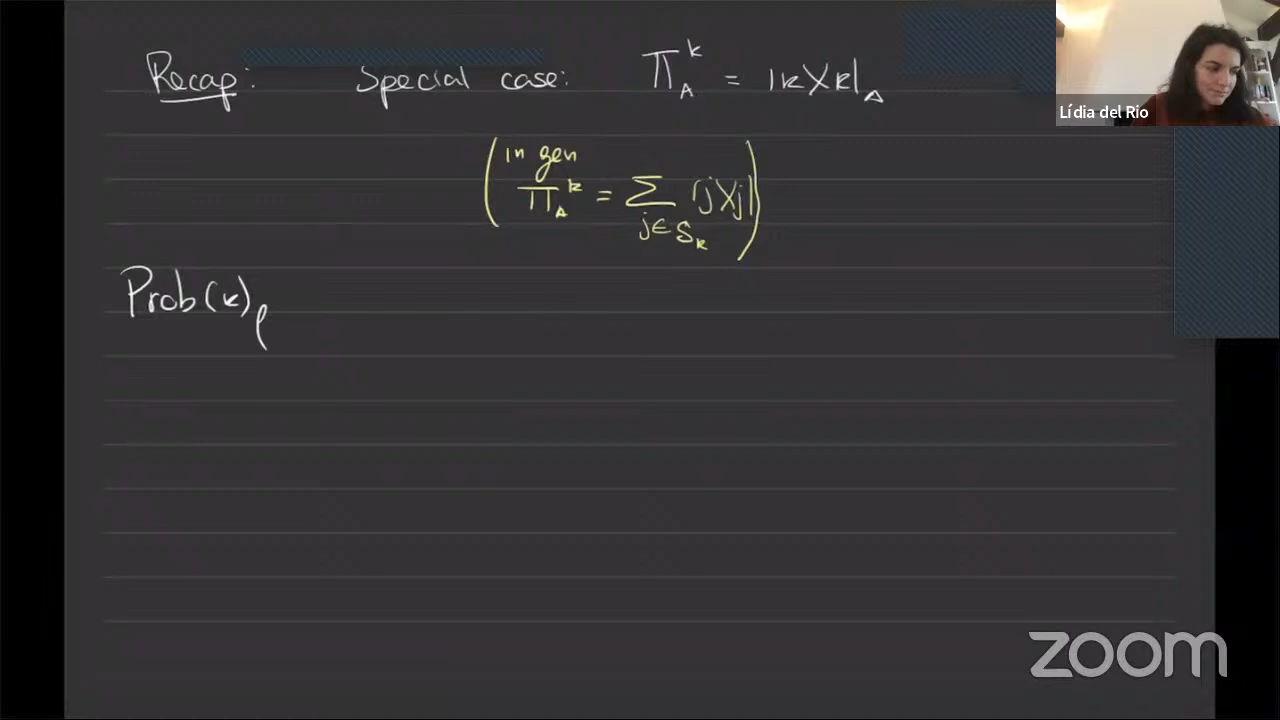 Recap: Special case: Π_A^k = |k⟩⟨k|_A
(in gen
Π_A^k = Σ_{j∈S_k} |j⟩⟨j|)
Prob(k)_ρ
Lídia del Rio
zoom